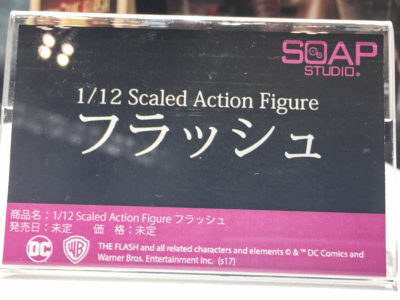 SOAP
STUDIO®
1/12 Scaled Action Figure
フラッシュ
商品名：1/12 Scaled Action Figure フラッシュ
発売日：未定　価　格：未定
DC
WB
THE FLASH and all related characters and elements © & ™ DC Comics and
Warner Bros. Entertainment Inc. (s17)